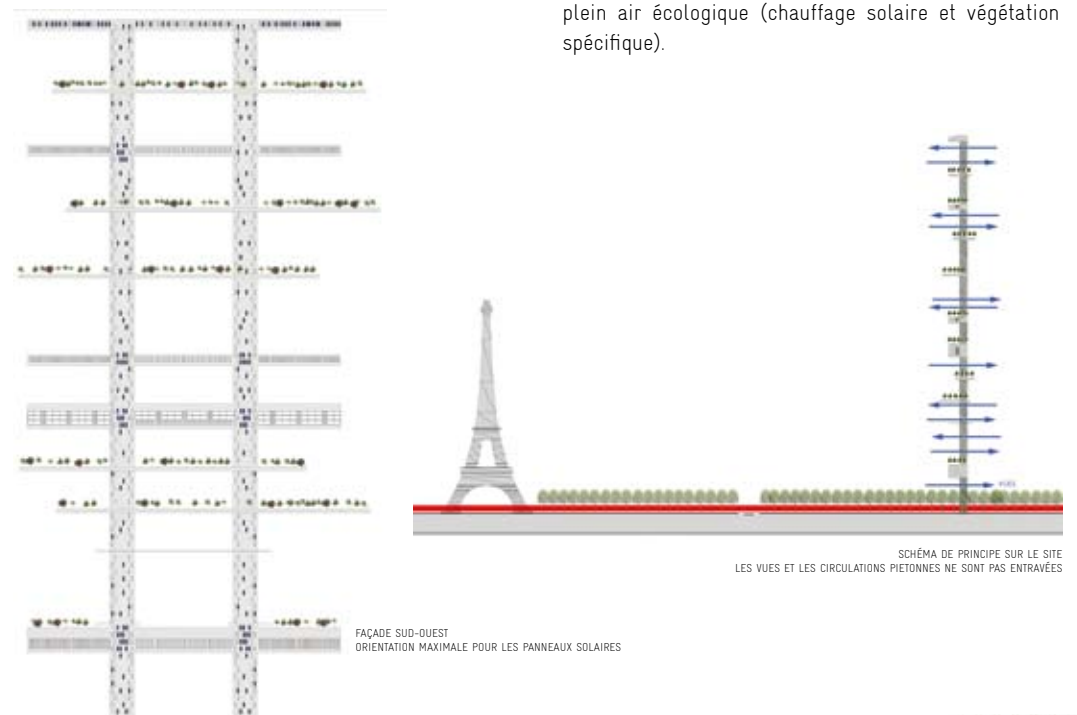 plein air écologique (chauffage solaire et végétation
spécifique).
SCHÉMA DE PRINCIPE SUR LE SITE
LES VUES ET LES CIRCULATIONS PIETONNES NE SONT PAS ENTRAVÉES
FAÇADE SUD-OUEST
ORIENTATION MAXIMALE POUR LES PANNEAUX SOLAIRES